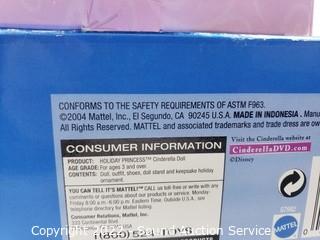 CONFORMS TO THE SAFETY REQUIREMENTS OF ASTM F963.
©2004 Mattel, Inc., El Segundo, CA 90245 U.S.A. MADE IN INDONESIA. Manu
All Rights Reserved. MATTEL and associated trademarks and trade dress are ow
CONSUMER INFORMATION
Visit the website at
CinderellaDVD.com
©Disney
PRODUCT: HOLIDAY PRINCESS™ Cinderella Doll
For ages 3 and over.
Contents: Doll, outfit, shoes, doll stand and keepsake holiday
ornament.
YOU CAN TELL IT'S MATTEL! — Call us toll-free or write with any
comments or questions about our products or service. Monday –
Friday 8:00 a.m. - 6:00 p.m. Eastern Time. Outside U.S., see your
telephone directory for Mattel listing.
Consumer Relations, Mattel, Inc.
333 Continental Blvd.
MATTEL